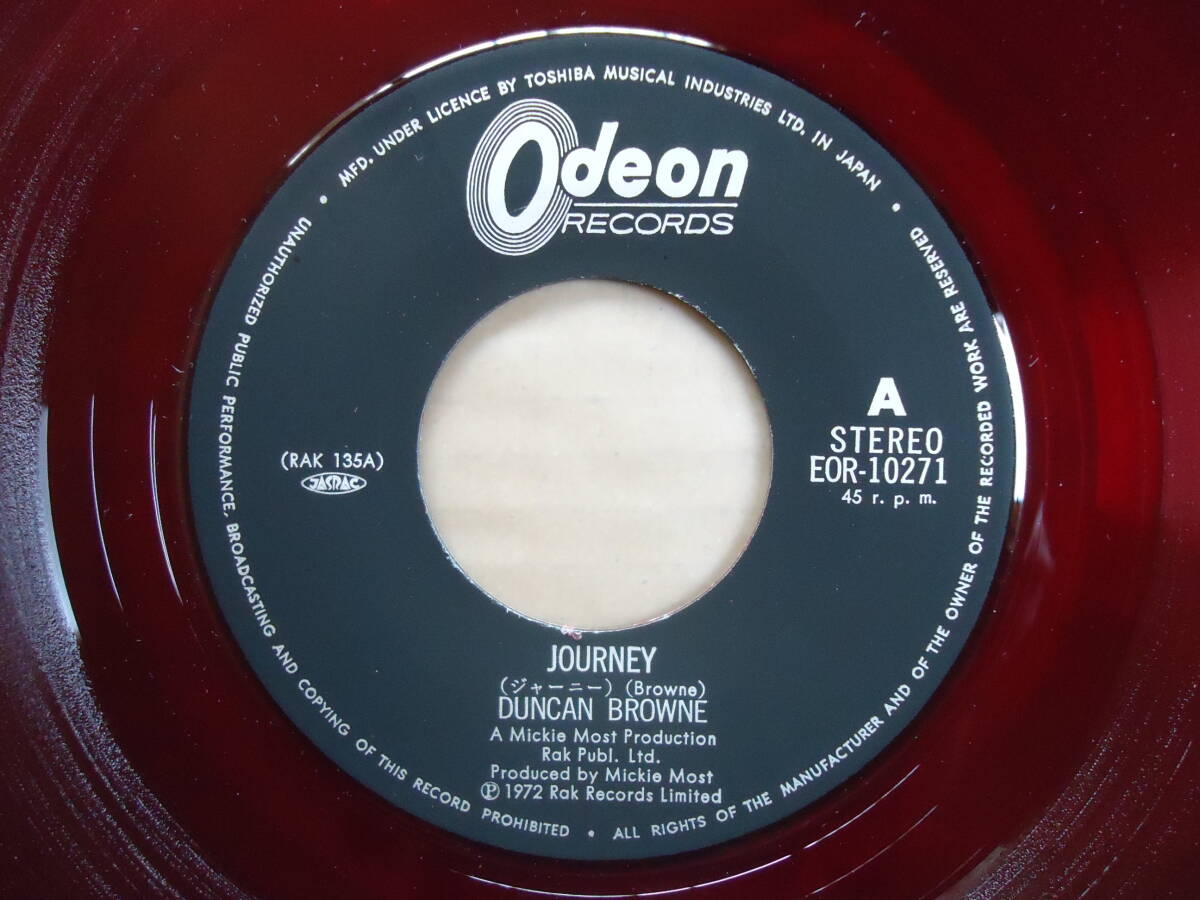 MFD. UNDER LICENCE BY TOSHIBA MUSICAL INDUSTRIES LTD. IN JAPAN
Odeon
RECORDS
A
STEREO
EOR-10271
45 r. p. m.
(RAK 135A)
JASRAC
JOURNEY
(ジャーニー) (Browne)
DUNCAN BROWNE
A Mickie Most Production
Rak Publ. Ltd.
Produced by Mickie Most
Ⓟ 1972 Rak Records Limited
UNAUTHORIZED PUBLIC PERFORMANCE, BROADCASTING AND COPYING OF THIS RECORD PROHIBITED • ALL RIGHTS OF THE MANUFACTURER AND OF THE OWNER OF THE RECORDED WORK ARE RESERVED •